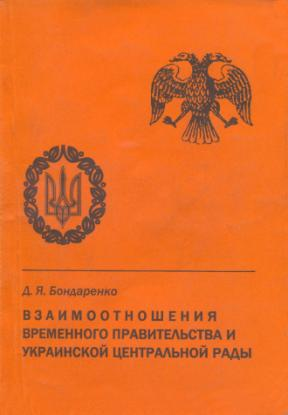 Д. Я. Бондаренко
ВЗАИМООТНОШЕНИЯ
ВРЕМЕННОГО ПРАВИТЕЛЬСТВА И
УКРАИНСКОЙ ЦЕНТРАЛЬНОЙ РАДЫ